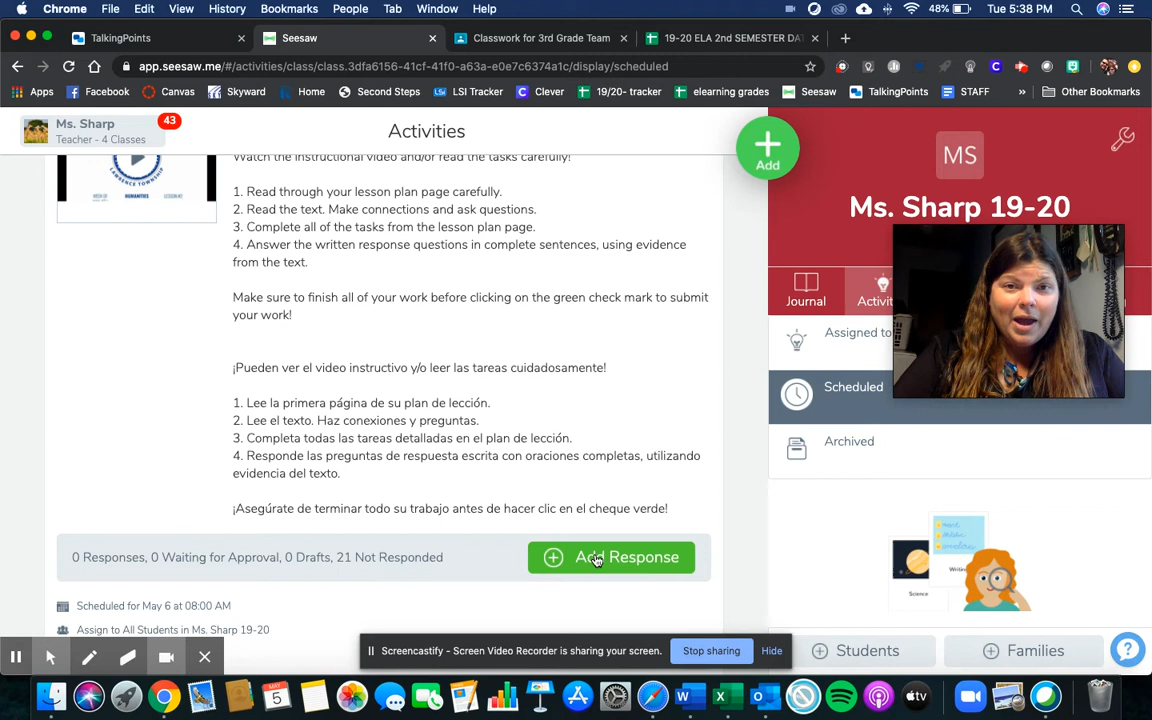 Chrome File Edit View History Bookmarks People Tab Window Help 48% Tue 5:38 PM
TalkingPoints Seesaw Classwork for 3rd Grade Team 19-20 ELA 2nd SEMESTER DA
app.seesaw.me/#/activities/class/class.3dfa6156-41cf-41f0-a63a-e0e7c6374a1c/display/scheduled
Apps Facebook Canvas Skyward Home Second Steps LSI Tracker Clever 19/20- tracker elearning grades Seesaw TalkingPoints STAFF » Other Bookmarks
Ms. Sharp
Teacher - 4 Classes
43
Activities
Add
MS
Ms. Sharp 19-20
Journal
Activit
Assigned to
Scheduled
Archived
LAWRENCE TOWNSHIP
HUMANITIES
Watch the instructional video and/or read the tasks carefully!
1. Read through your lesson plan page carefully.
2. Read the text. Make connections and ask questions.
3. Complete all of the tasks from the lesson plan page.
4. Answer the written response questions in complete sentences, using evidence
from the text.
Make sure to finish all of your work before clicking on the green check mark to submit
your work!
¡Pueden ver el video instructivo y/o leer las tareas cuidadosamente!
1. Lee la primera página de su plan de lección.
2. Lee el texto. Haz conexiones y preguntas.
3. Completa todas las tareas detalladas en el plan de lección.
4. Responde las preguntas de respuesta escrita con oraciones completas, utilizando
evidencia del texto.
¡Asegúrate de terminar todo su trabajo antes de hacer clic en el cheque verde!
0 Responses, 0 Waiting for Approval, 0 Drafts, 21 Not Responded
Add Response
Scheduled for May 6 at 08:00 AM
Assign to All Students in Ms. Sharp 19-20
Science
Students
Families
?
Screencastify - Screen Video Recorder is sharing your screen.
Stop sharing
Hide
5
tv